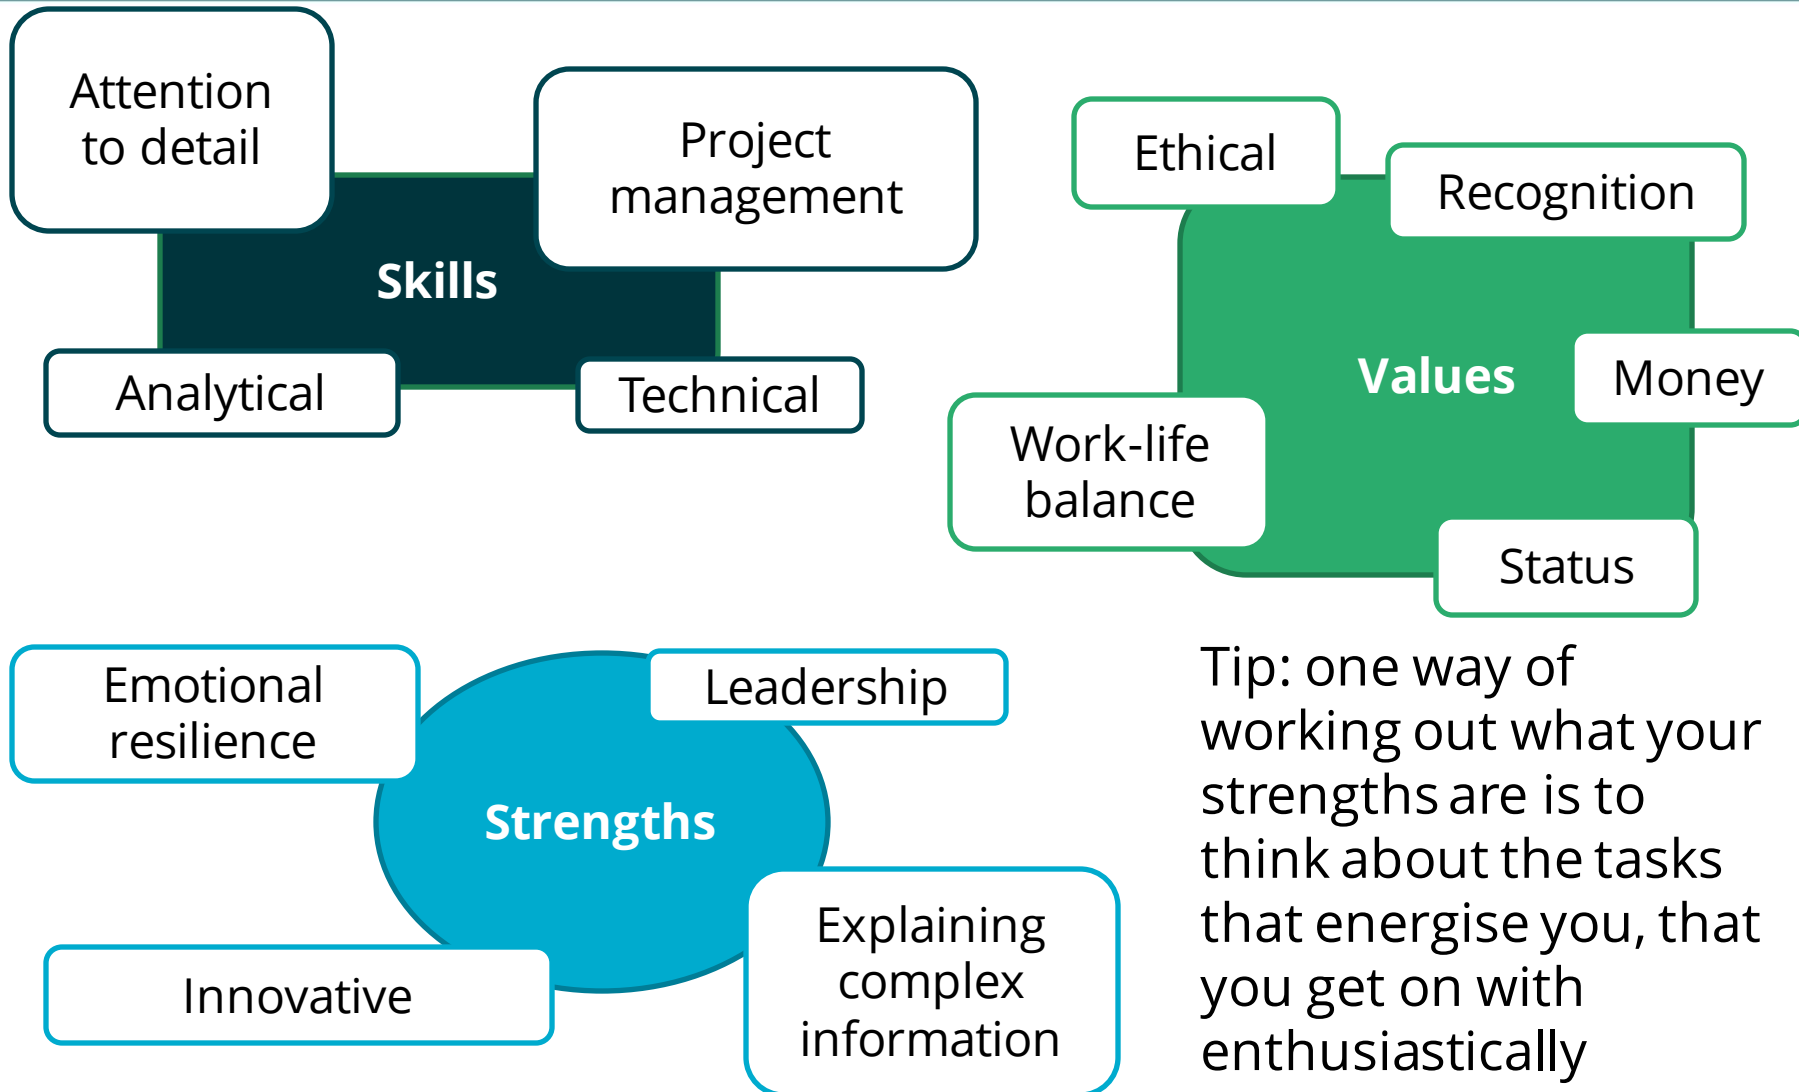 Attention
to detail
Project
management
Skills
Analytical
Technical
Ethical
Recognition
Values
Money
Work-life
balance
Status
Emotional
resilience
Leadership
Strengths
Innovative
Explaining
complex
information
Tip: one way of
working out what your
strengths are is to
think about the tasks
that energise you, that
you get on with
enthusiastically